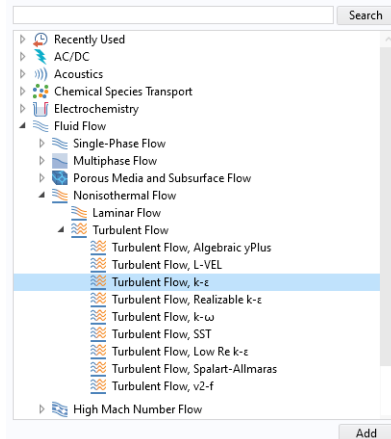 Search
Recently Used
AC/DC
Acoustics
Chemical Species Transport
Electrochemistry
Fluid Flow
Single-Phase Flow
Multiphase Flow
Porous Media and Subsurface Flow
Nonisothermal Flow
Laminar Flow
Turbulent Flow
Turbulent Flow, Algebraic yPlus
Turbulent Flow, L-VEL
Turbulent Flow, k-ε
Turbulent Flow, Realizable k-ε
Turbulent Flow, k-ω
Turbulent Flow, SST
Turbulent Flow, Low Re k-ε
Turbulent Flow, Spalart-Allmaras
Turbulent Flow, v2-f
High Mach Number Flow
Add